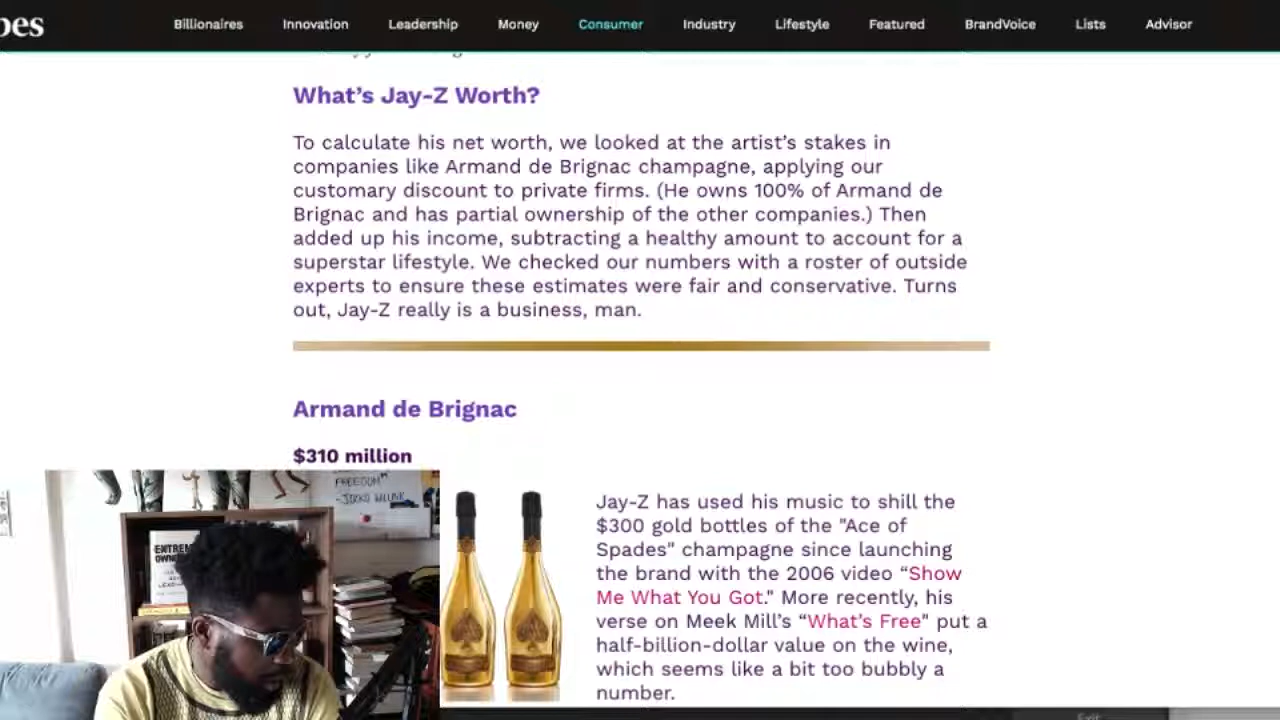 bes
Billionaires Innovation Leadership Money Consumer Industry Lifestyle Featured BrandVoice Lists Advisor
What's Jay-Z Worth?
To calculate his net worth, we looked at the artist's stakes in
companies like Armand de Brignac champagne, applying our
customary discount to private firms. (He owns 100% of Armand de
Brignac and has partial ownership of the other companies.) Then
added up his income, subtracting a healthy amount to account for a
superstar lifestyle. We checked our numbers with a roster of outside
experts to ensure these estimates were fair and conservative. Turns
out, Jay-Z really is a business, man.
Armand de Brignac
$310 million
FREEDOM"
- JOCKO WILLINK
EXTREME
OWNERSHIP
Jay-Z has used his music to shill the
$300 gold bottles of the "Ace of
Spades" champagne since launching
the brand with the 2006 video “Show
Me What You Got." More recently, his
verse on Meek Mill’s “What’s Free" put a
half-billion-dollar value on the wine,
which seems like a bit too bubbly a
number.
Exit